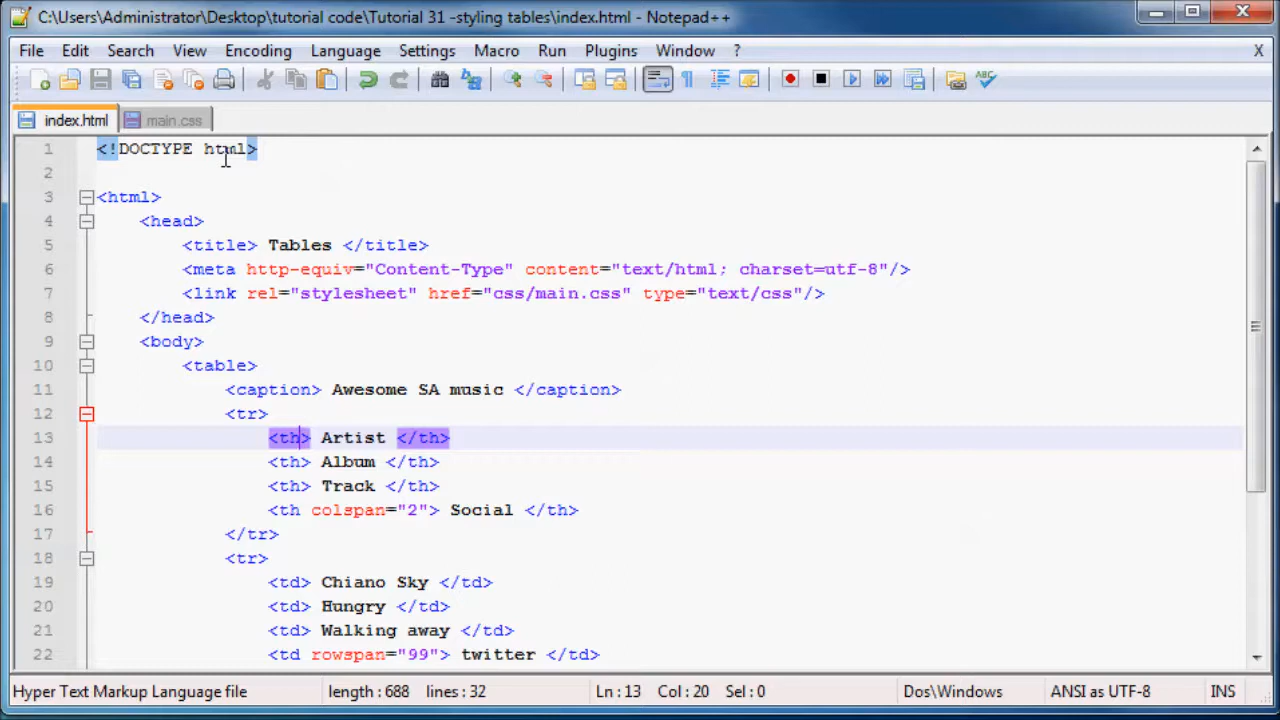 C:\Users\Administrator\Desktop\tutorial code\Tutorial 31 -styling tables\index.html - Notepad++
File Edit Search View Encoding Language Settings Macro Run Plugins Window ? X
index.html main.css
1 <!DOCTYPE html>
2
3 <html>
4 <head>
5 <title> Tables </title>
6 <meta http-equiv="Content-Type" content="text/html; charset=utf-8"/>
7 <link rel="stylesheet" href="css/main.css" type="text/css"/>
8 </head>
9 <body>
10 <table>
11 <caption> Awesome SA music </caption>
12 <tr>
13 <th> Artist </th>
14 <th> Album </th>
15 <th> Track </th>
16 <th colspan="2"> Social </th>
17 </tr>
18 <tr>
19 <td> Chiano Sky </td>
20 <td> Hungry </td>
21 <td> Walking away </td>
22 <td rowspan="99"> twitter </td>
Hyper Text Markup Language file length : 688 lines : 32 Ln : 13 Col : 20 Sel : 0 Dos\Windows ANSI as UTF-8 INS